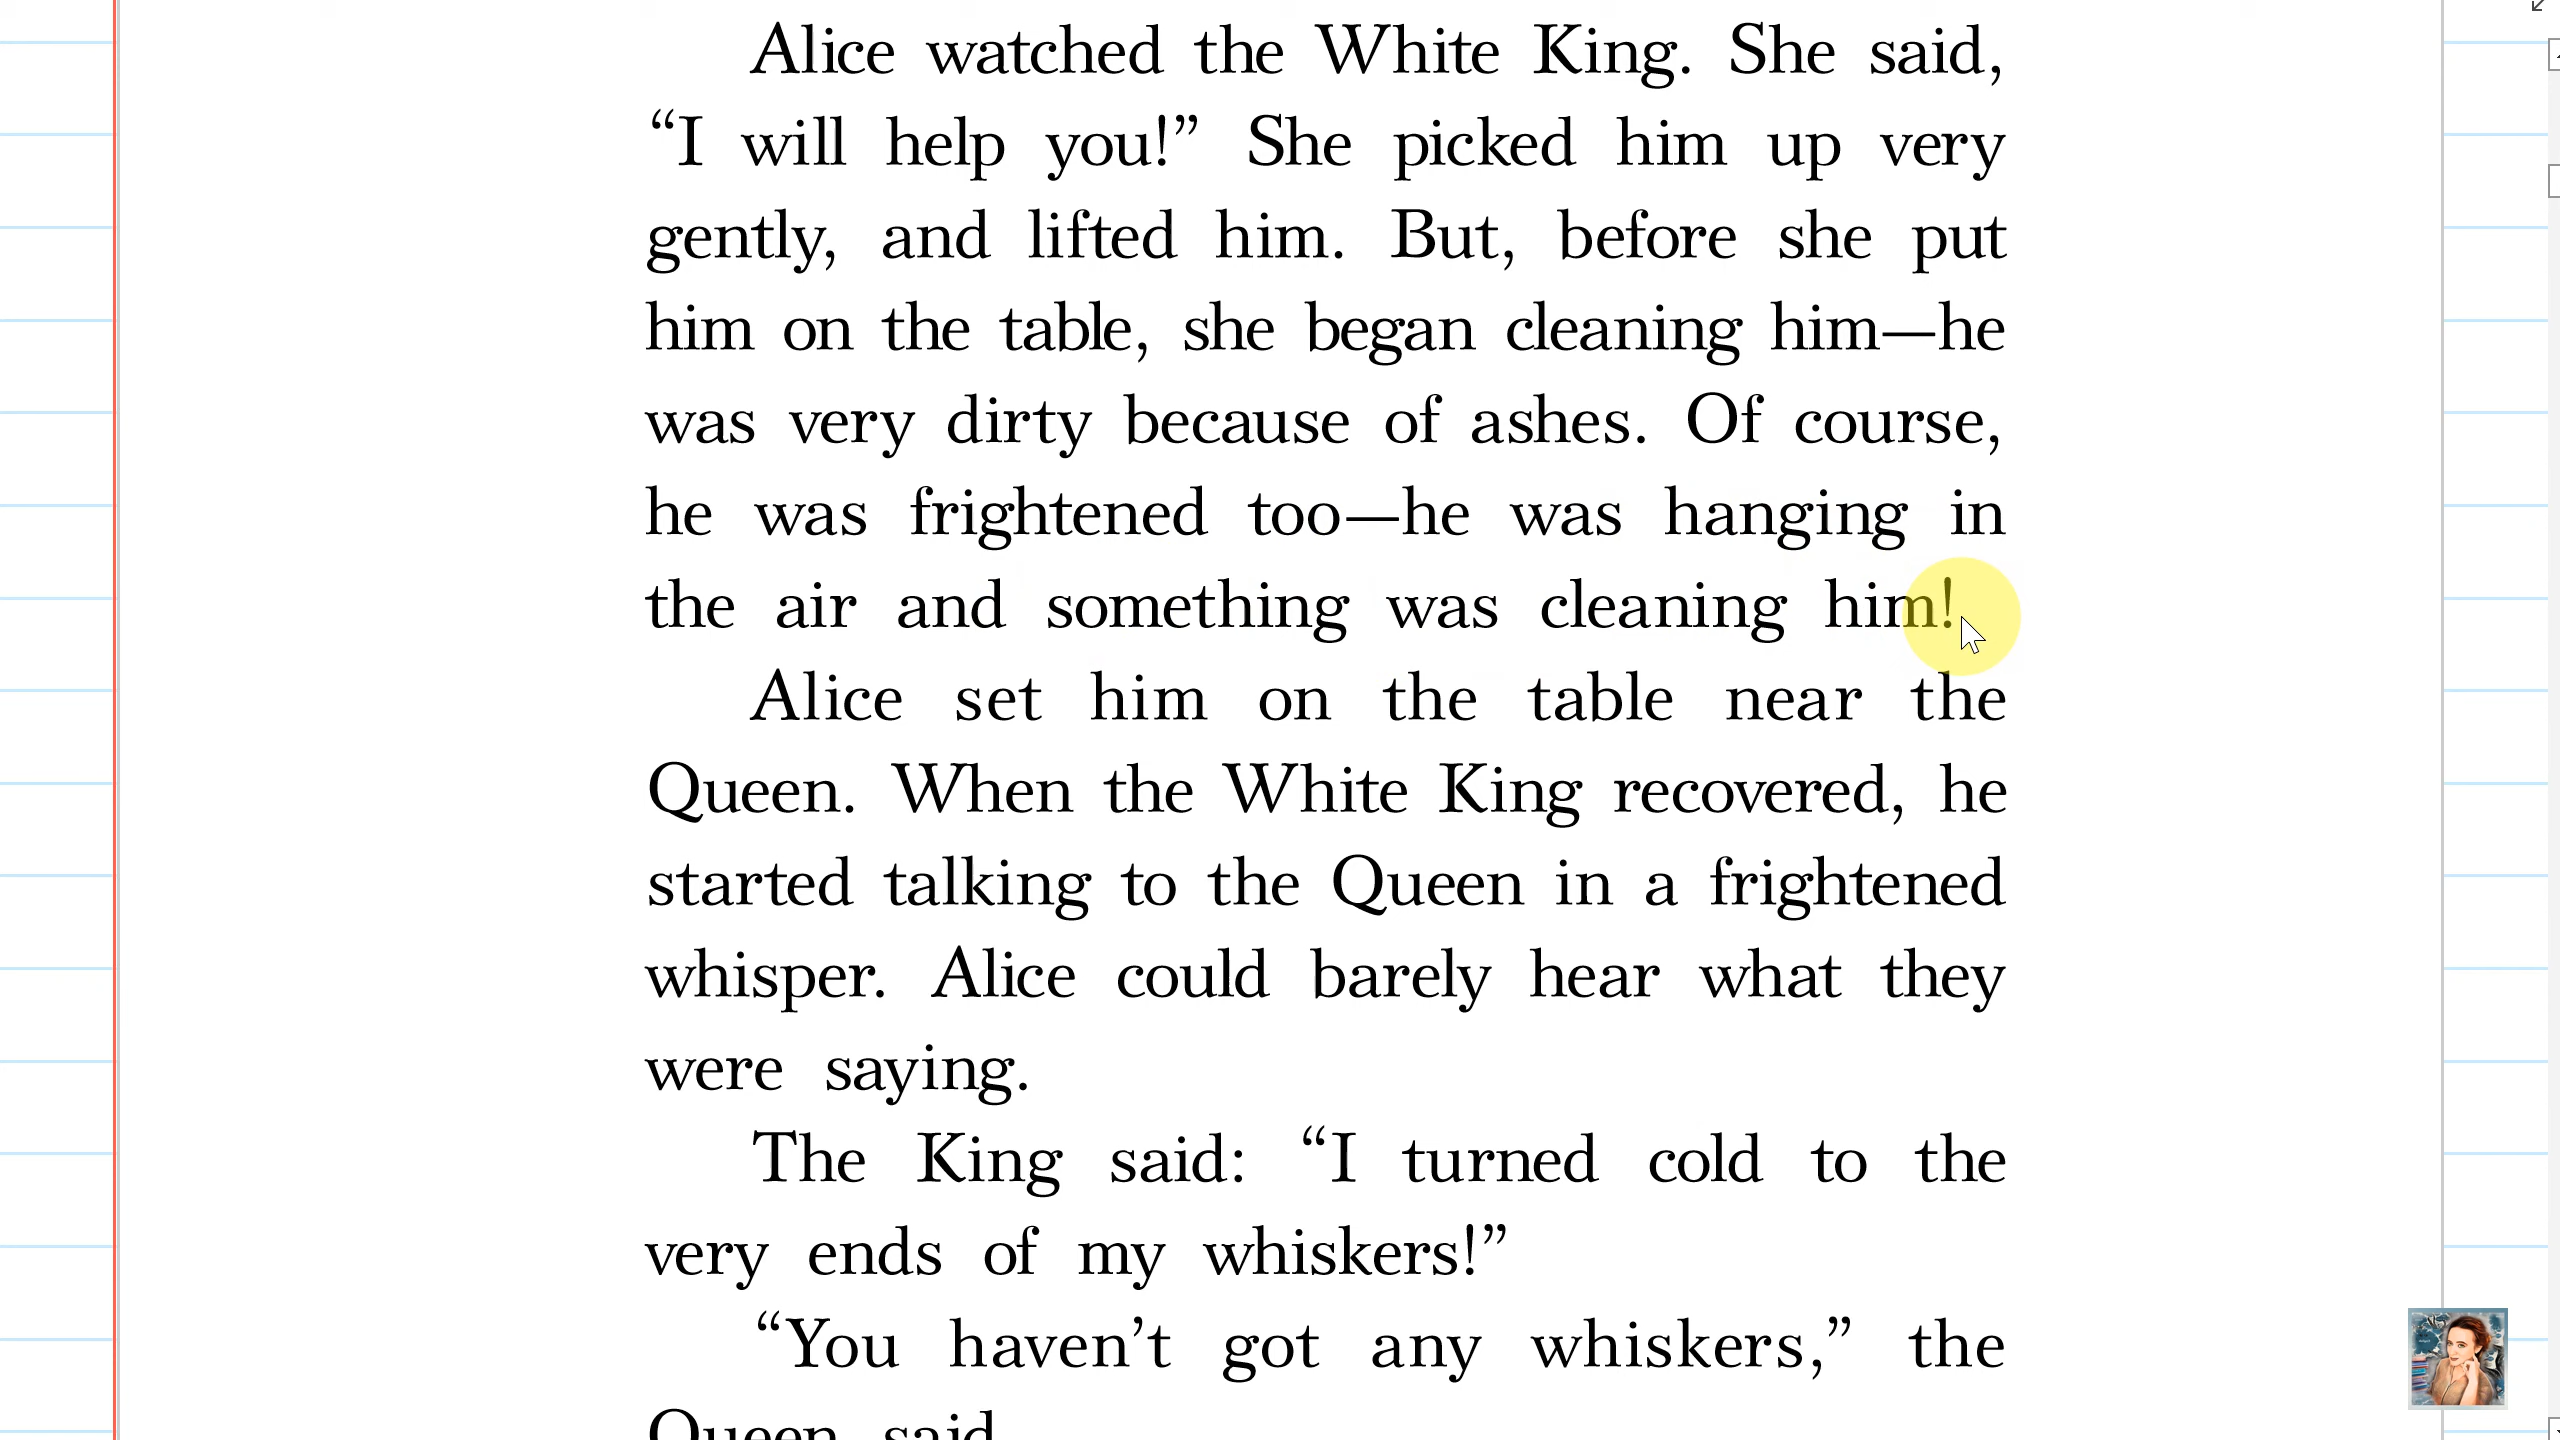 Alice watched the White King. She said,
“I will help you!” She picked him up very
gently, and lifted him. But, before she put
him on the table, she began cleaning him—he
was very dirty because of ashes. Of course,
he was frightened too—he was hanging in
the air and something was cleaning him!
Alice set him on the table near the
Queen. When the White King recovered, he
started talking to the Queen in a frightened
whisper. Alice could barely hear what they
were saying.
The King said: “I turned cold to the
very ends of my whiskers!”
“You haven’t got any whiskers,” the
Queen said